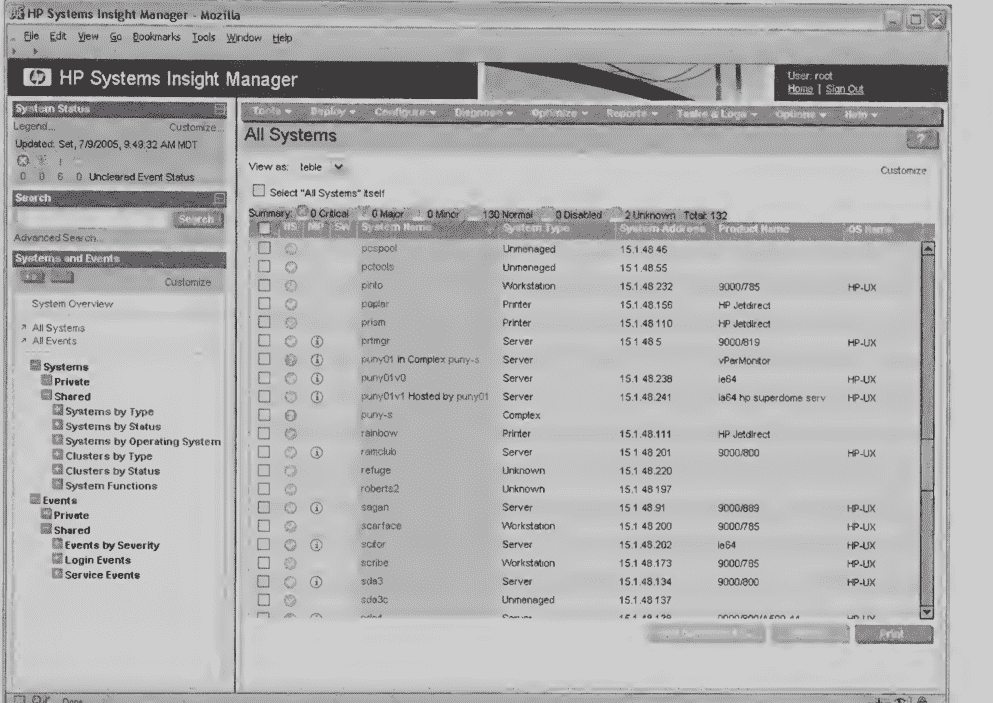 HP Systems Insight Manager - Mozilla
File Edit View Go Bookmarks Tools Window Help
HP Systems Insight Manager
User: root
Home | Sign Out
System Status
Legend... Customize...
Updated: Sat, 7/9/2005, 9:49:32 AM MDT
0 0 6 0 Uncleared Event Status
Search
Search
Advanced Search...
Systems and Events
Customize
System Overview
All Systems
All Events
Systems
Private
Shared
Systems by Type
Systems by Status
Systems by Operating System
Clusters by Type
Clusters by Status
System Functions
Events
Private
Shared
Events by Severity
Login Events
Service Events
Tools Deploy Configure Diagnose Optimize Reports Tasks & Logs Options Help
All Systems
?
View as: table
Customize
Select "All Systems" itself
Summary: 0 Critical 0 Major 0 Minor 130 Normal 0 Disabled 2 Unknown Total: 132
HS MP SW System Name System Type System Address Product Name OS Name
pcspool Unmanaged 15.1.48.46
pctools Unmanaged 15.1.48.55
pinto Workstation 15.1.48.232 9000/785 HP-UX
poplar Printer 15.1.48.156 HP Jetdirect
prism Printer 15.1.48.110 HP Jetdirect
prtmgr Server 15.1.48.5 9000/819 HP-UX
puny01 in Complex puny-s Server vParMonitor
puny01v0 Server 15.1.48.238 ia64 HP-UX
puny01v1 Hosted by puny01 Server 15.1.48.241 ia64 hp superdome serv HP-UX
puny-s Complex
rainbow Printer 15.1.48.111 HP Jetdirect
ramclub Server 15.1.48.201 9000/800 HP-UX
refuge Unknown 15.1.48.220
roberts2 Unknown 15.1.48.197
sagan Server 15.1.48.91 9000/889 HP-UX
scarface Workstation 15.1.48.200 9000/785 HP-UX
scifor Server 15.1.48.202 ia64 HP-UX
scribe Workstation 15.1.48.173 9000/785 HP-UX
sda3 Server 15.1.48.134 9000/800 HP-UX
sda3c Unmanaged 15.1.48.137
Print
Done